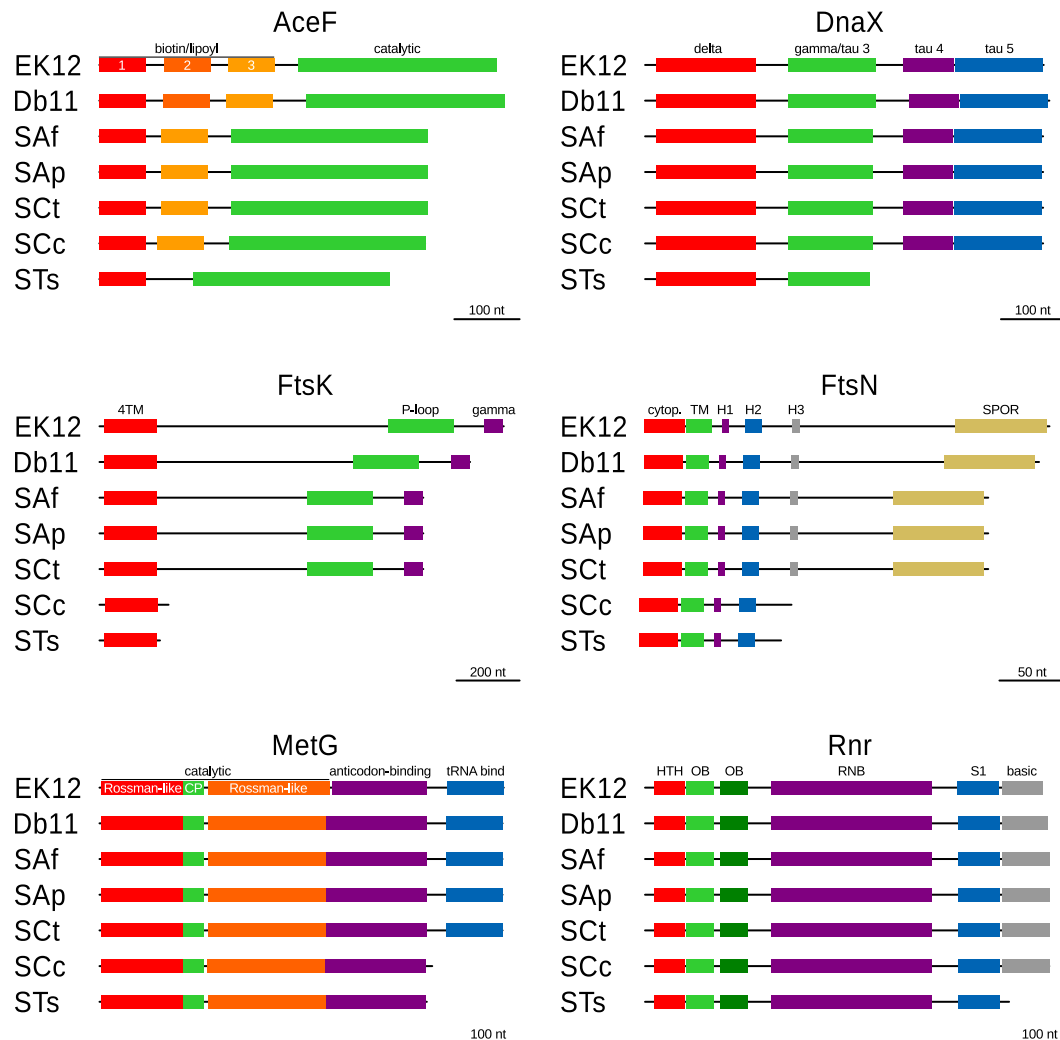 AceF
biotin/lipoyl catalytic
EK12 1 2 3
Db11
SAf
SAp
SCt
SCc
STs
100 nt
DnaX
delta gamma/tau 3 tau 4 tau 5
EK12
Db11
SAf
SAp
SCt
SCc
STs
100 nt
FtsK
4TM P-loop gamma
EK12
Db11
SAf
SAp
SCt
SCc
STs
200 nt
FtsN
cytop. TM H1 H2 H3 SPOR
EK12
Db11
SAf
SAp
SCt
SCc
STs
50 nt
MetG
catalytic anticodon-binding tRNA bind
EK12 Rossman-like CP Rossman-like
Db11
SAf
SAp
SCt
SCc
STs
100 nt
Rnr
HTH OB OB RNB S1 basic
EK12
Db11
SAf
SAp
SCt
SCc
STs
100 nt